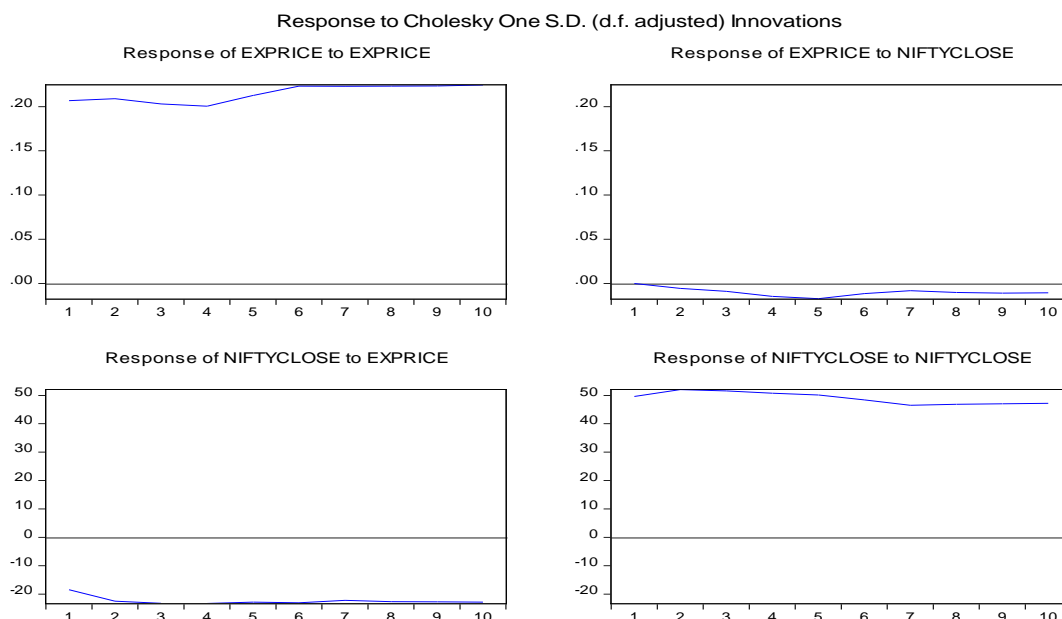 Response to Cholesky One S.D. (d.f. adjusted) Innovations
Response of EXPRICE to EXPRICE
.20
.15
.10
.05
.00
1 2 3 4 5 6 7 8 9 10
Response of EXPRICE to NIFTYCLOSE
.20
.15
.10
.05
.00
1 2 3 4 5 6 7 8 9 10
Response of NIFTYCLOSE to EXPRICE
50
40
30
20
10
0
-10
-20
1 2 3 4 5 6 7 8 9 10
Response of NIFTYCLOSE to NIFTYCLOSE
50
40
30
20
10
0
-10
-20
1 2 3 4 5 6 7 8 9 10